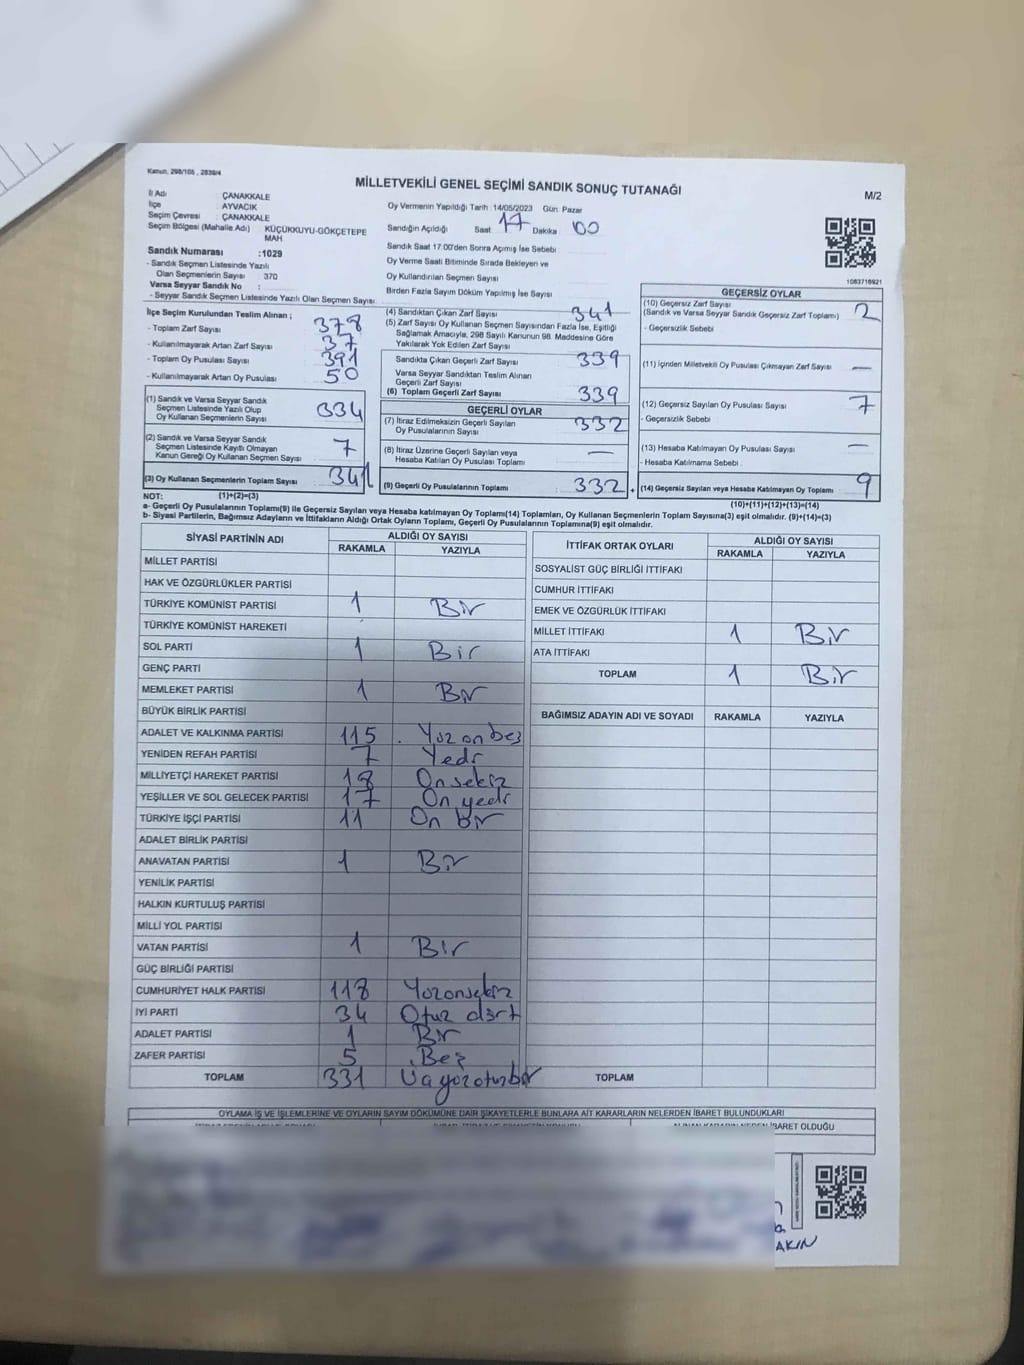 Kanun, 298/105 , 2839/4
MİLLETVEKİLİ GENEL SEÇİMİ SANDIK SONUÇ TUTANAĞI
M/2
İl Adı : ÇANAKKALE
İlçe : AYVACIK
Seçim Çevresi : ÇANAKKALE
Seçim Bölgesi (Mahalle Adı) KÜÇÜKKUYU-GÖKÇETEPE MAH
Sandık Numarası :1029
- Sandık Seçmen Listesinde Yazılı
Olan Seçmenlerin Sayısı : 370
Varsa Seyyar Sandık No :
- Seyyar Sandık Seçmen Listesinde Yazılı Olan Seçmen Sayısı:
Oy Vermenin Yapıldığı Tarih :14/05/2023 Gün: Pazar
Sandığın Açıldığı Saat 17 Dakika 00
Sandık Saat 17.00'den Sonra Açımış İse Sebebi
Oy Verme Saati Bitiminde Sırada Bekleyen ve
Oy Kullandırılan Seçmen Sayısı
Birden Fazla Sayım Döküm Yapılmış İse Sayısı
1083716921
İlçe Seçim Kurulundan Teslim Alınan ;
- Toplam Zarf Sayısı 378
- Kullanılmayarak Artan Zarf Sayısı 37
- Toplam Oy Pusulası Sayısı 391
- Kullanılmayarak Artan Oy Pusulası 50
(1) Sandık ve Varsa Seyyar Sandık
Seçmen Listesinde Yazılı Olup
Oy Kullanan Seçmenlerin Sayısı 334
(2) Sandık ve Varsa Seyyar Sandık
Seçmen Listesinde Kayıtlı Olmayan
Kanun Gereği Oy Kullanan Seçmen Sayısı 7
(3) Oy Kullanan Seçmenlerin Toplam Sayısı 341
(4) Sandıktan Çıkan Zarf Sayısı 341
(5) Zarf Sayısı Oy Kullanan Seçmen Sayısından Fazla İse, Eşitliği
Sağlamak Amacıyla, 298 Sayılı Kanunun 98. Maddesine Göre
Yakılarak Yok Edilen Zarf Sayısı
Sandıkta Çıkan Geçerli Zarf Sayısı 339
Varsa Seyyar Sandıktan Teslim Alınan
Geçerli Zarf Sayısı
(6) Toplam Geçerli Zarf Sayısı 339
GEÇERLİ OYLAR
(7) İtiraz Edilmeksizin Geçerli Sayılan
Oy Pusulalarının Sayısı 332
(8) İtiraz Üzerine Geçerli Sayılan veya
Hesaba Katılan Oy Pusulası Toplamı —
(9) Geçerli Oy Pusulalarının Toplamı 332 +
GEÇERSİZ OYLAR
(10) Geçersiz Zarf Sayısı
(Sandık ve Varsa Seyyar Sandık Geçersiz Zarf Toplamı) 2
- Geçersizlik Sebebi
(11) İçinden Milletvekili Oy Pusulası Çıkmayan Zarf Sayısı —
(12) Geçersiz Sayılan Oy Pusulası Sayısı 7
- Geçersizlik Sebebi
(13) Hesaba Katılmayan Oy Pusulası Sayısı —
- Hesaba Katılmama Sebebi
(14) Geçersiz Sayılan veya Hesaba Katılmayan Oy Toplamı 9
NOT: (1)+(2)=(3)
(10)+(11)+(12)+(13)=(14)
a- Geçerli Oy Pusulalarının Toplamı(9) ile Geçersiz Sayılan veya Hesaba Katılmayan Oy Toplamı(14) Toplamları, Oy Kullanan Seçmenlerin Toplam Sayısına(3) eşit olmalıdır. (9)+(14)=(3)
b- Siyasi Partilerin, Bağımsız Adayların ve İttifakların Aldığı Ortak Oyların Toplamı, Geçerli Oy Pusulalarının Toplamına(9) eşit olmalıdır.
SİYASİ PARTİNİN ADI ALDIĞI OY SAYISI
RAKAMLA YAZIYLA
MİLLET PARTİSİ
HAK VE ÖZGÜRLÜKLER PARTİSİ
TÜRKİYE KOMÜNİST PARTİSİ 1 Bir
TÜRKİYE KOMÜNİST HAREKETİ
SOL PARTİ 1 Bir
GENÇ PARTİ
MEMLEKET PARTİSİ 1 Bir
BÜYÜK BİRLİK PARTİSİ
ADALET VE KALKINMA PARTİSİ 115 Yüz on beş
YENİDEN REFAH PARTİSİ 7 Yedi
MİLLİYETÇİ HAREKET PARTİSİ 18 On sekiz
YEŞİLLER VE SOL GELECEK PARTİSİ 17 On yedi
TÜRKİYE İŞÇİ PARTİSİ 11 On bir
ADALET BİRLİK PARTİSİ
ANAVATAN PARTİSİ 1 Bir
YENİLİK PARTİSİ
HALKIN KURTULUŞ PARTİSİ
MİLLİ YOL PARTİSİ
VATAN PARTİSİ 1 Bir
GÜÇ BİRLİĞİ PARTİSİ
CUMHURİYET HALK PARTİSİ 118 Yüzonsekiz
İYİ PARTİ 34 Otuz dört
ADALET PARTİSİ 1 Bir
ZAFER PARTİSİ 5 Beş
TOPLAM 331 Üçyüzotuzbir
İTTİFAK ORTAK OYLARI ALDIĞI OY SAYISI
RAKAMLA YAZIYLA
SOSYALİST GÜÇ BİRLİĞİ İTTİFAKI
CUMHUR İTTİFAKI
EMEK VE ÖZGÜRLÜK İTTİFAKI
MİLLET İTTİFAKI 1 Bir
ATA İTTİFAKI
TOPLAM 1 Bir
BAĞIMSIZ ADAYIN ADI VE SOYADI RAKAMLA YAZIYLA
TOPLAM
OYLAMA İŞ VE İŞLEMLERİNE VE OYLARIN SAYIM DÖKÜMÜNE DAİR ŞİKAYETLERLE BUNLARA AİT KARARLARIN NELERDEN İBARET BULUNDUKLARI
İBARET OLDUĞU
AKIN